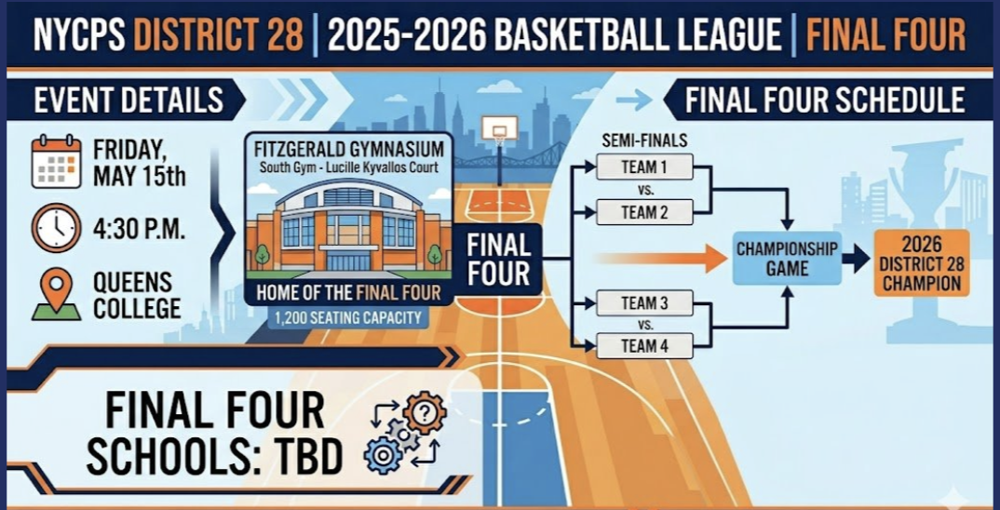 NYCPS DISTRICT 28 | 2025-2026 BASKETBALL LEAGUE | FINAL FOUR
EVENT DETAILS
FRIDAY,
MAY 15th
4:30 P.M.
QUEENS
COLLEGE
FITZGERALD GYMNASIUM
South Gym - Lucille Kyvallos Court
HOME OF THE FINAL FOUR
1,200 SEATING CAPACITY
FINAL
FOUR
FINAL FOUR SCHEDULE
SEMI-FINALS
TEAM 1
vs.
TEAM 2
TEAM 3
vs.
TEAM 4
CHAMPIONSHIP
GAME
2026
DISTRICT 28
CHAMPION
FINAL FOUR
SCHOOLS: TBD
?